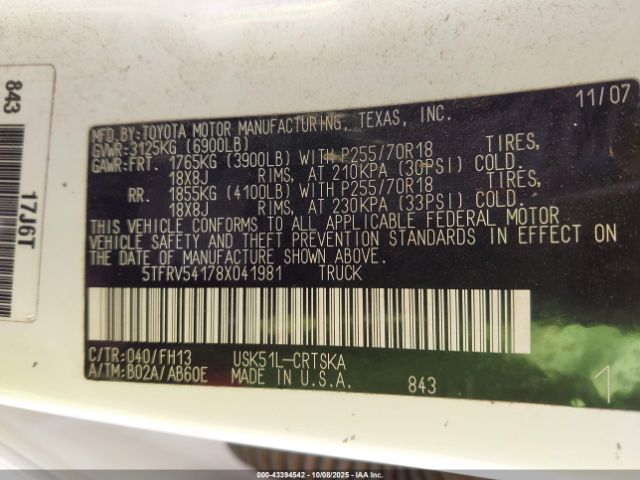 843
17J6T
11/07
MFD.BY:TOYOTA MOTOR MANUFACTURING, TEXAS, INC.
GVWR:3125KG (6900LB)
GAWR:FRT. 1765KG (3900LB) WITH P255/70R18 TIRES,
18X8J RIMS, AT 210KPA (30PSI) COLD.
RR. 1855KG (4100LB) WITH P255/70R18 TIRES,
18X8J RIMS, AT 230KPA (33PSI) COLD.
THIS VEHICLE CONFORMS TO ALL APPLICABLE FEDERAL MOTOR
VEHICLE SAFETY AND THEFT PREVENTION STANDARDS IN EFFECT ON
THE DATE OF MANUFACTURE SHOWN ABOVE.
5TFRV54178X041981 TRUCK
C/TR:040/FH13 USK51L-CRTSKA
A/TM:B02A/AB60E MADE IN U.S.A. 843
1
000-43394542 | 10/08/2025 - IAA Inc. (ACV)